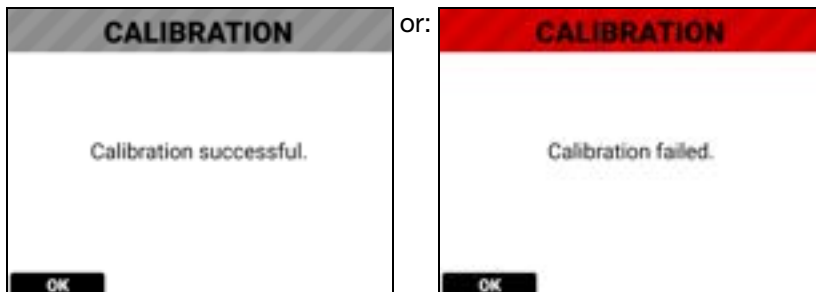 CALIBRATION
Calibration successful.
OK
or:
CALIBRATION
Calibration failed.
OK